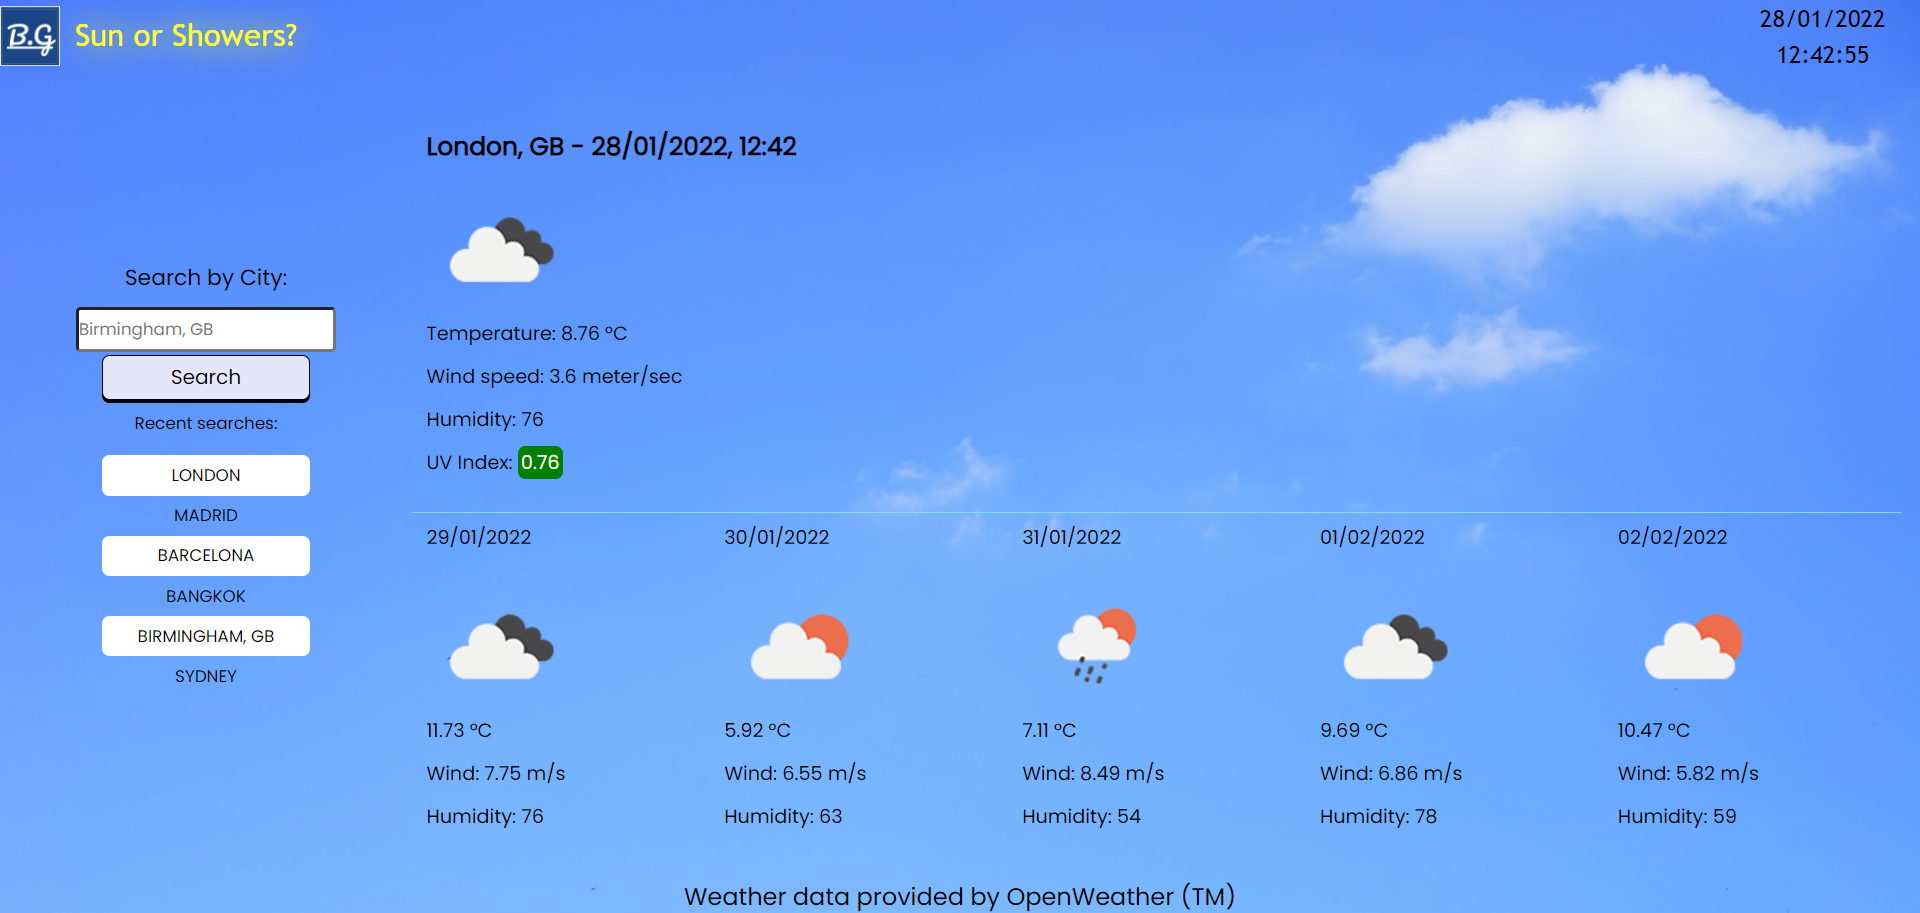 B.G
Sun or Showers?
28/01/2022
12:42:55
London, GB - 28/01/2022, 12:42
Temperature: 8.76 °C
Wind speed: 3.6 meter/sec
Humidity: 76
UV Index: 0.76
Search by City:
Birmingham, GB
Search
Recent searches:
LONDON
MADRID
BARCELONA
BANGKOK
BIRMINGHAM, GB
SYDNEY
29/01/2022
11.73 °C
Wind: 7.75 m/s
Humidity: 76
30/01/2022
5.92 °C
Wind: 6.55 m/s
Humidity: 63
31/01/2022
7.11 °C
Wind: 8.49 m/s
Humidity: 54
01/02/2022
9.69 °C
Wind: 6.86 m/s
Humidity: 78
02/02/2022
10.47 °C
Wind: 5.82 m/s
Humidity: 59
Weather data provided by OpenWeather (TM)